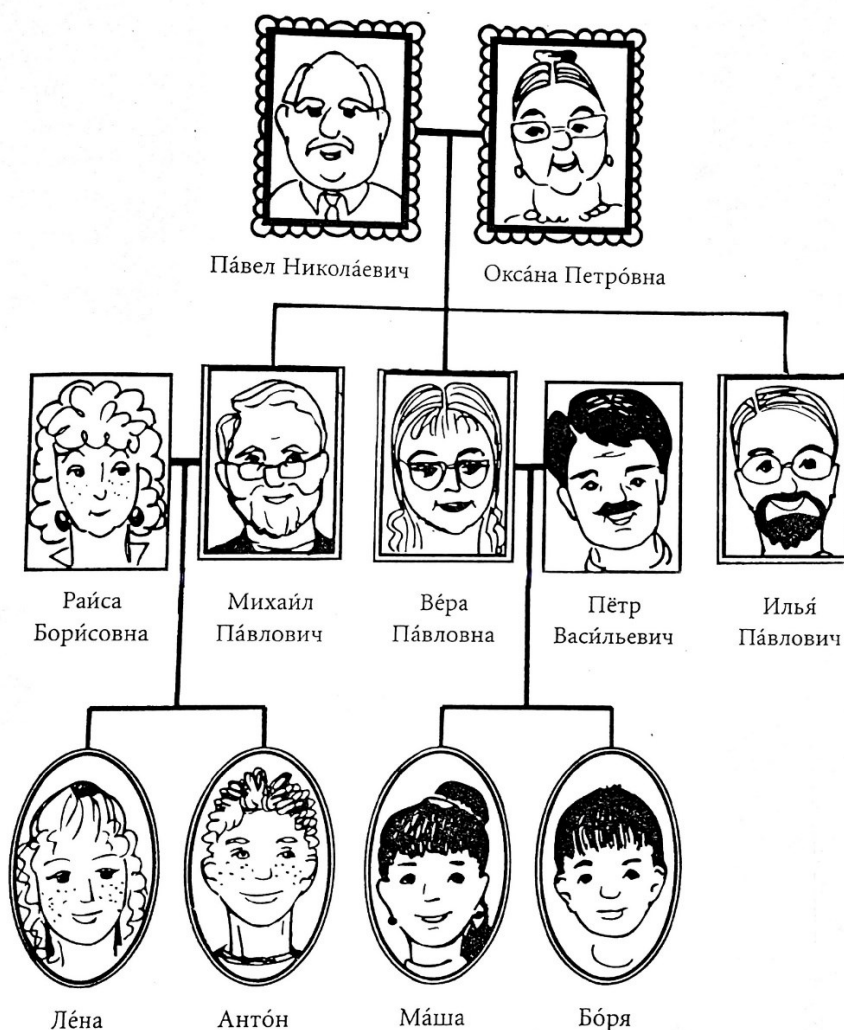 Па́вел Никола́евич
Окса́на Петро́вна
Раи́са
Бори́совна
Михаи́л
Па́влович
Ве́ра
Па́вловна
Пётр
Васи́льевич
Илья́
Па́влович
Ле́на
Анто́н
Ма́ша
Бо́ря